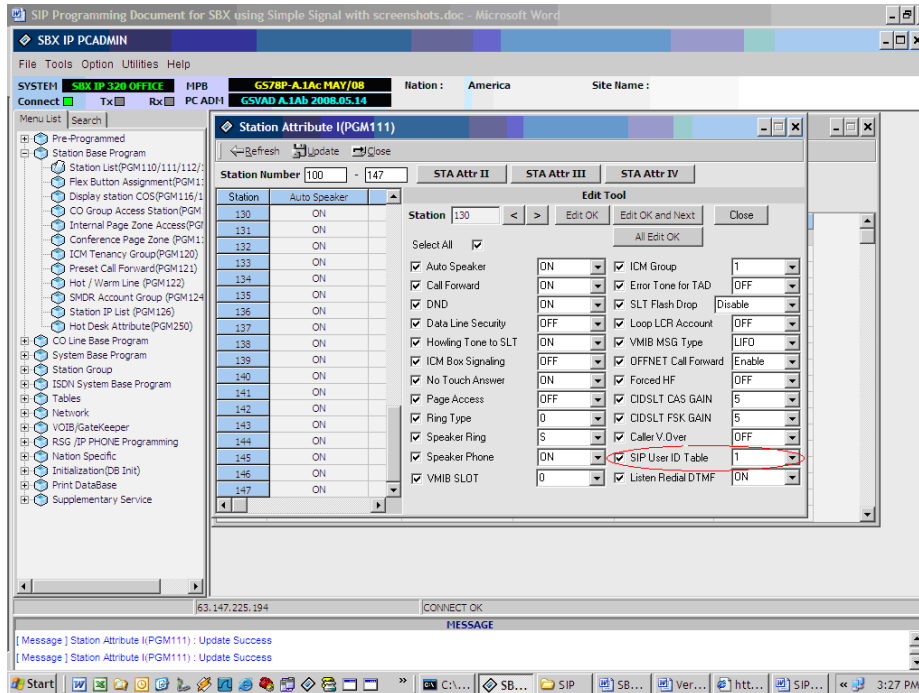 SIP Programming Document for SBX using Simple Signal with screenshots.doc - Microsoft Word
SBX IP PCADMIN
File Tools Option Utilities Help
SYSTEM SBX IP 320 OFFICE MPB GS78P-A.1Ac MAY/08 Nation : America Site Name :
Connect Tx Rx PC ADM GSVAD A.1Ab 2008.05.14
Menu List Search
Pre-Programmed
Station Base Program
Station List(PGM110/111/112/:
Flex Button Assignment(PGM1:
Display station COS(PGM116/1
CO Group Access Station(PGM
Internal Page Zone Access(PGI
Conference Page Zone (PGM1:
ICM Tenancy Group(PGM120)
Preset Call Forward(PGM121)
Hot / Warm Line (PGM122)
SMDR Account Group (PGM124
Station IP List (PGM126)
Hot Desk Attribute(PGM250)
CO Line Base Program
System Base Program
Station Group
ISDN System Base Program
Tables
Network
VOIB/GateKeeper
RSG /IP PHONE Programming
Nation Specific
Initialization(DB Init)
Print DataBase
Supplementary Service
Station Attribute I(PGM111)
Refresh Update Close
Station Number 100 - 147 STA Attr II STA Attr III STA Attr IV
Station Auto Speaker
130 ON
131 ON
132 ON
133 ON
134 ON
135 ON
136 ON
137 ON
138 ON
139 ON
140 ON
141 ON
142 ON
143 ON
144 ON
145 ON
146 ON
147 ON
Edit Tool
Station 130 < > Edit OK Edit OK and Next Close
All Edit OK
Select All
Auto Speaker ON ICM Group 1
Call Forward ON Error Tone for TAD OFF
DND ON SLT Flash Drop Disable
Data Line Security OFF Loop LCR Account OFF
Howling Tone to SLT ON VMIB MSG Type LIFO
ICM Box Signaling OFF OFFNET Call Forward Enable
No Touch Answer ON Forced HF OFF
Page Access OFF CIDSLT CAS GAIN 5
Ring Type 0 CIDSLT FSK GAIN 5
Speaker Ring S Caller V.Over OFF
Speaker Phone ON SIP User ID Table 1
VMIB SLOT 0 Listen Redial DTMF ON
63.147.225.194 CONNECT OK
MESSAGE
[ Message ] Station Attribute I(PGM111) : Update Success
[ Message ] Station Attribute I(PGM111) : Update Success
Start » C:\... SB... SIP SB... Ver... htt... SIP... « 3:27 PM